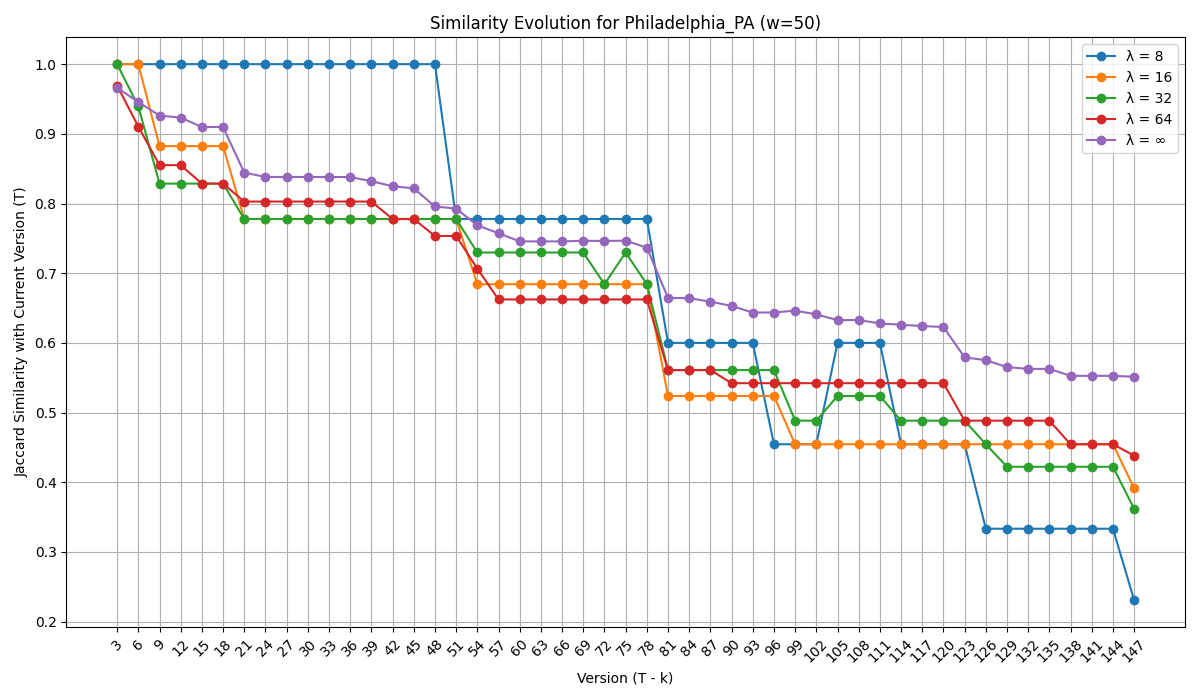 Similarity Evolution for Philadelphia_PA (w=50)
Jaccard Similarity with Current Version (T)
1.0
0.9
0.8
0.7
0.6
0.5
0.4
0.3
0.2
λ = 8
λ = 16
λ = 32
λ = 64
λ = ∞
3 6 9 12 15 18 21 24 27 30 33 36 39 42 45 48 51 54 57 60 63 66 69 72 75 78 81 84 87 90 93 96 99 102 105 108 111 114 117 120 123 126 129 132 135 138 141 144 147
Version (T - k)